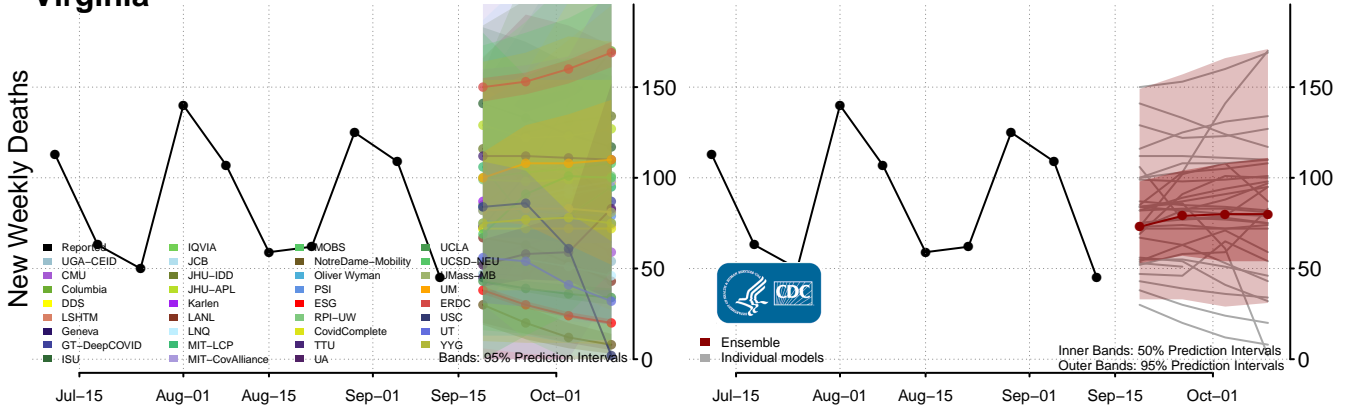 Virginia
New Weekly Deaths
150
100
50
0
Reported
UGA−CEID
CMU
Columbia
DDS
LSHTM
Geneva
GT−DeepCOVID
ISU
IQVIA
JCB
JHU−IDD
JHU−APL
Karlen
LANL
LNQ
MIT−LCP
MIT−CovAlliance
MOBS
NotreDame−Mobility
Oliver Wyman
PSI
ESG
RPI−UW
CovidComplete
TTU
UA
UCLA
UCSD−NEU
UMass−MB
UM
ERDC
USC
UT
YYG
Bands: 95% Prediction Intervals
Jul−15 Aug−01 Aug−15 Sep−01 Sep−15 Oct−01
150
100
50
0
CDC
Ensemble
Individual models
Inner Bands: 50% Prediction Intervals
Outer Bands: 95% Prediction Intervals
Jul−15 Aug−01 Aug−15 Sep−01 Sep−15 Oct−01